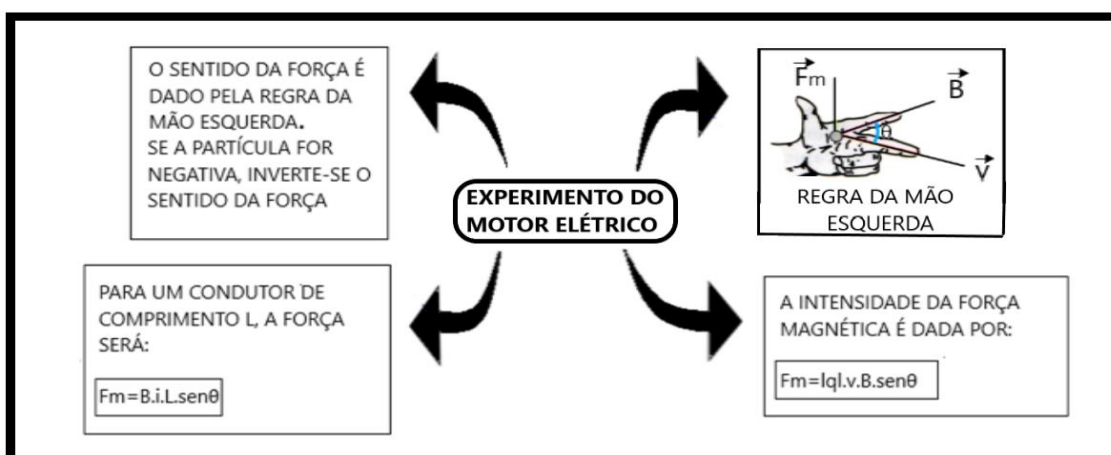 O SENTIDO DA FORÇA É
DADO PELA REGRA DA
MÃO ESQUERDA.
SE A PARTÍCULA FOR
NEGATIVA, INVERTE-SE O
SENTIDO DA FORÇA
Fm
B
θ
V
REGRA DA MÃO
ESQUERDA
EXPERIMENTO DO
MOTOR ELÉTRICO
PARA UM CONDUTOR DE
COMPRIMENTO L, A FORÇA
SERÁ:
Fm=B.i.L.senθ
A INTENSIDADE DA FORÇA
MAGNÉTICA É DADA POR:
Fm=lql.v.B.senθ